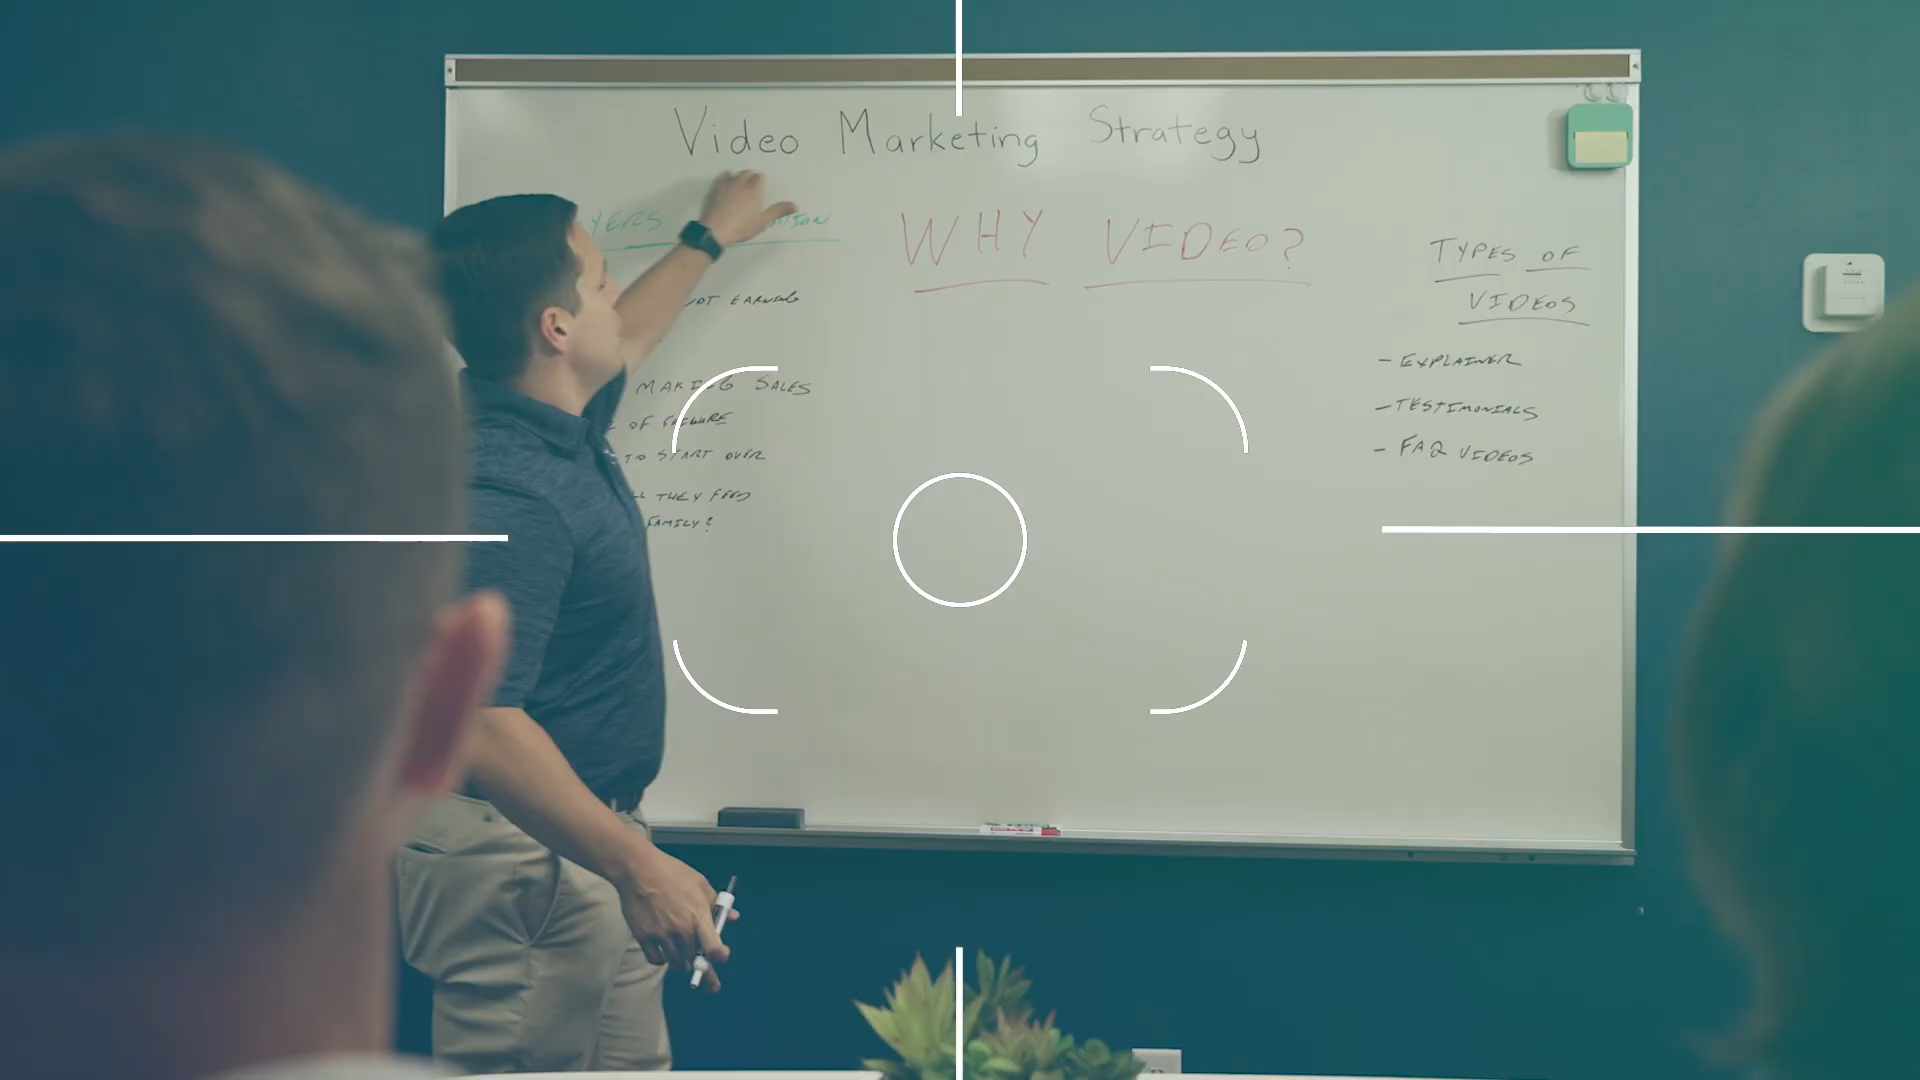 Video Marketing Strategy
WHY VIDEO?
EARNING
MAKING SALES
OF FAILURE
TO START OVER
THEY FEED
FAMILY?
TYPES OF
VIDEOS
- EXPLAINER
- TESTIMONIALS
- FAQ VIDEOS